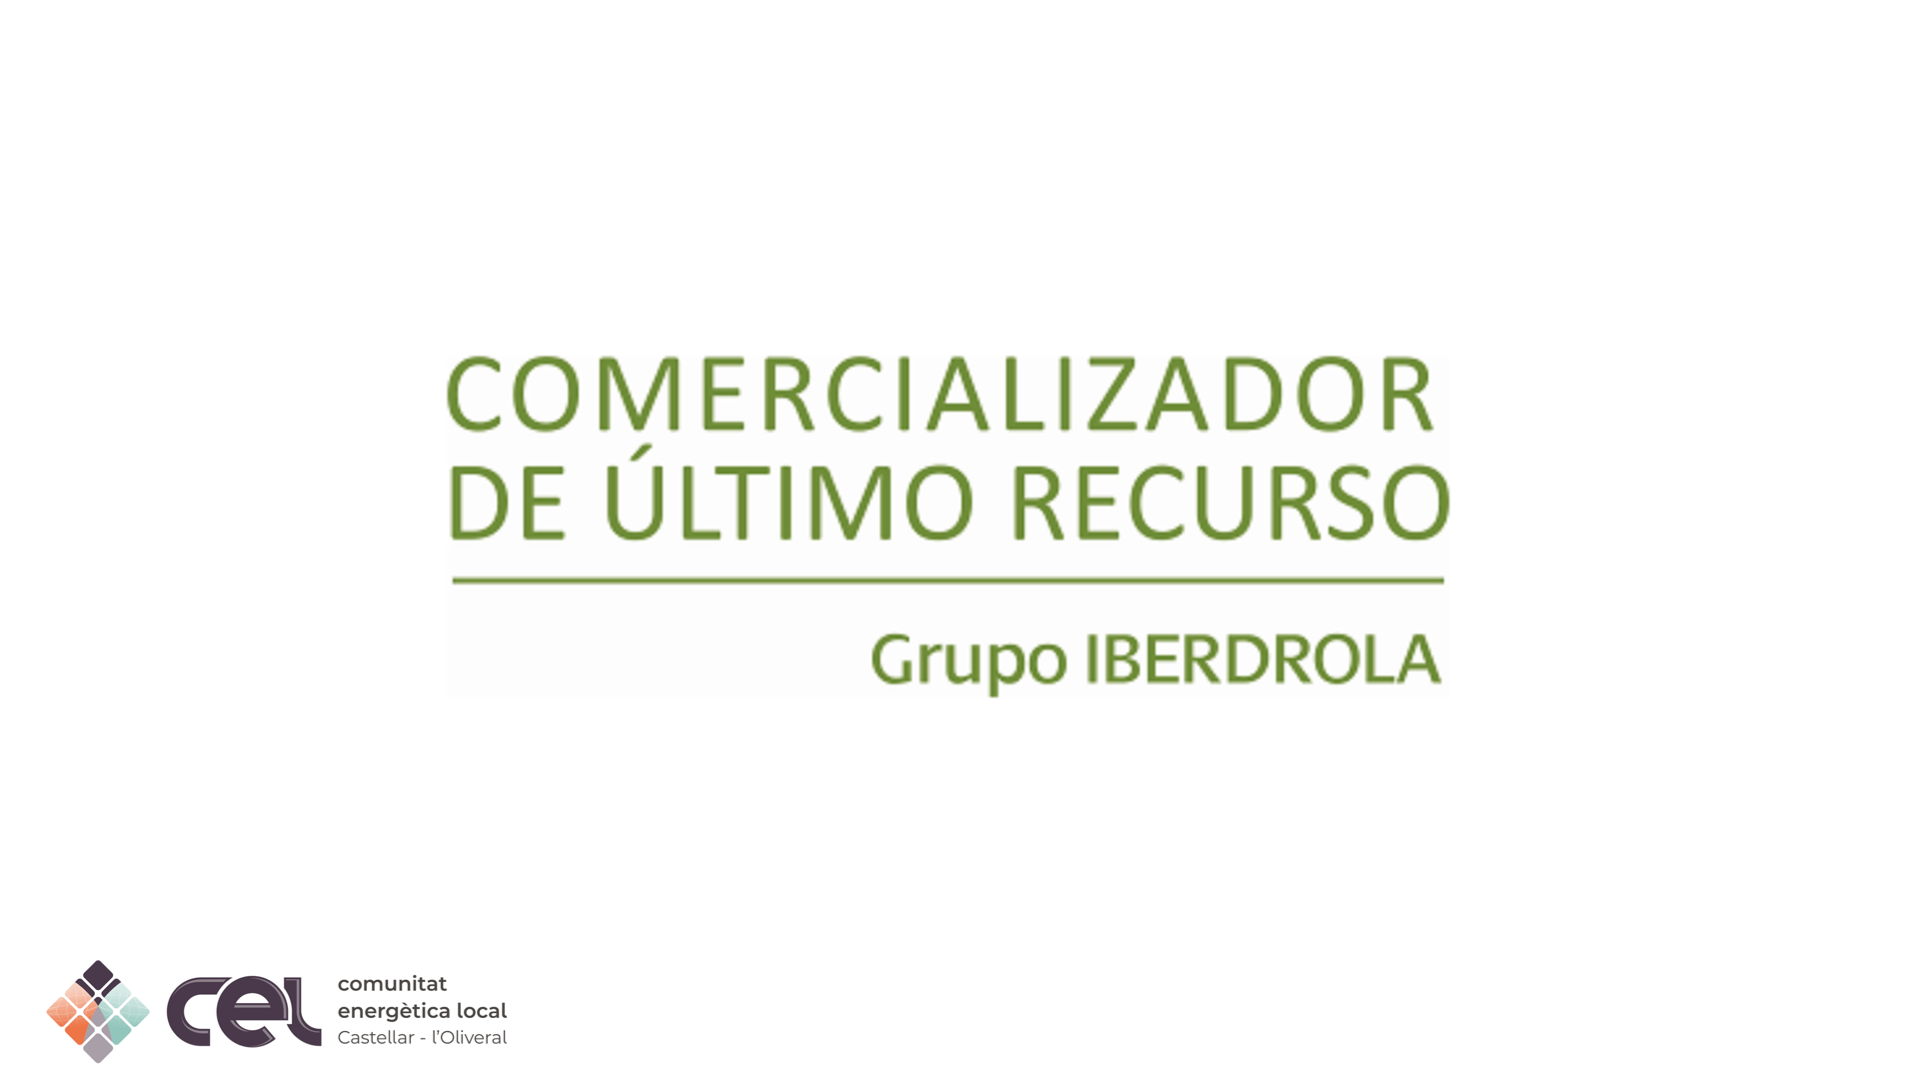 COMERCIALIZADOR
DE ÚLTIMO RECURSO
Grupo IBERDROLA
cel
comunitat
energètica local
Castellar - l'Oliveral